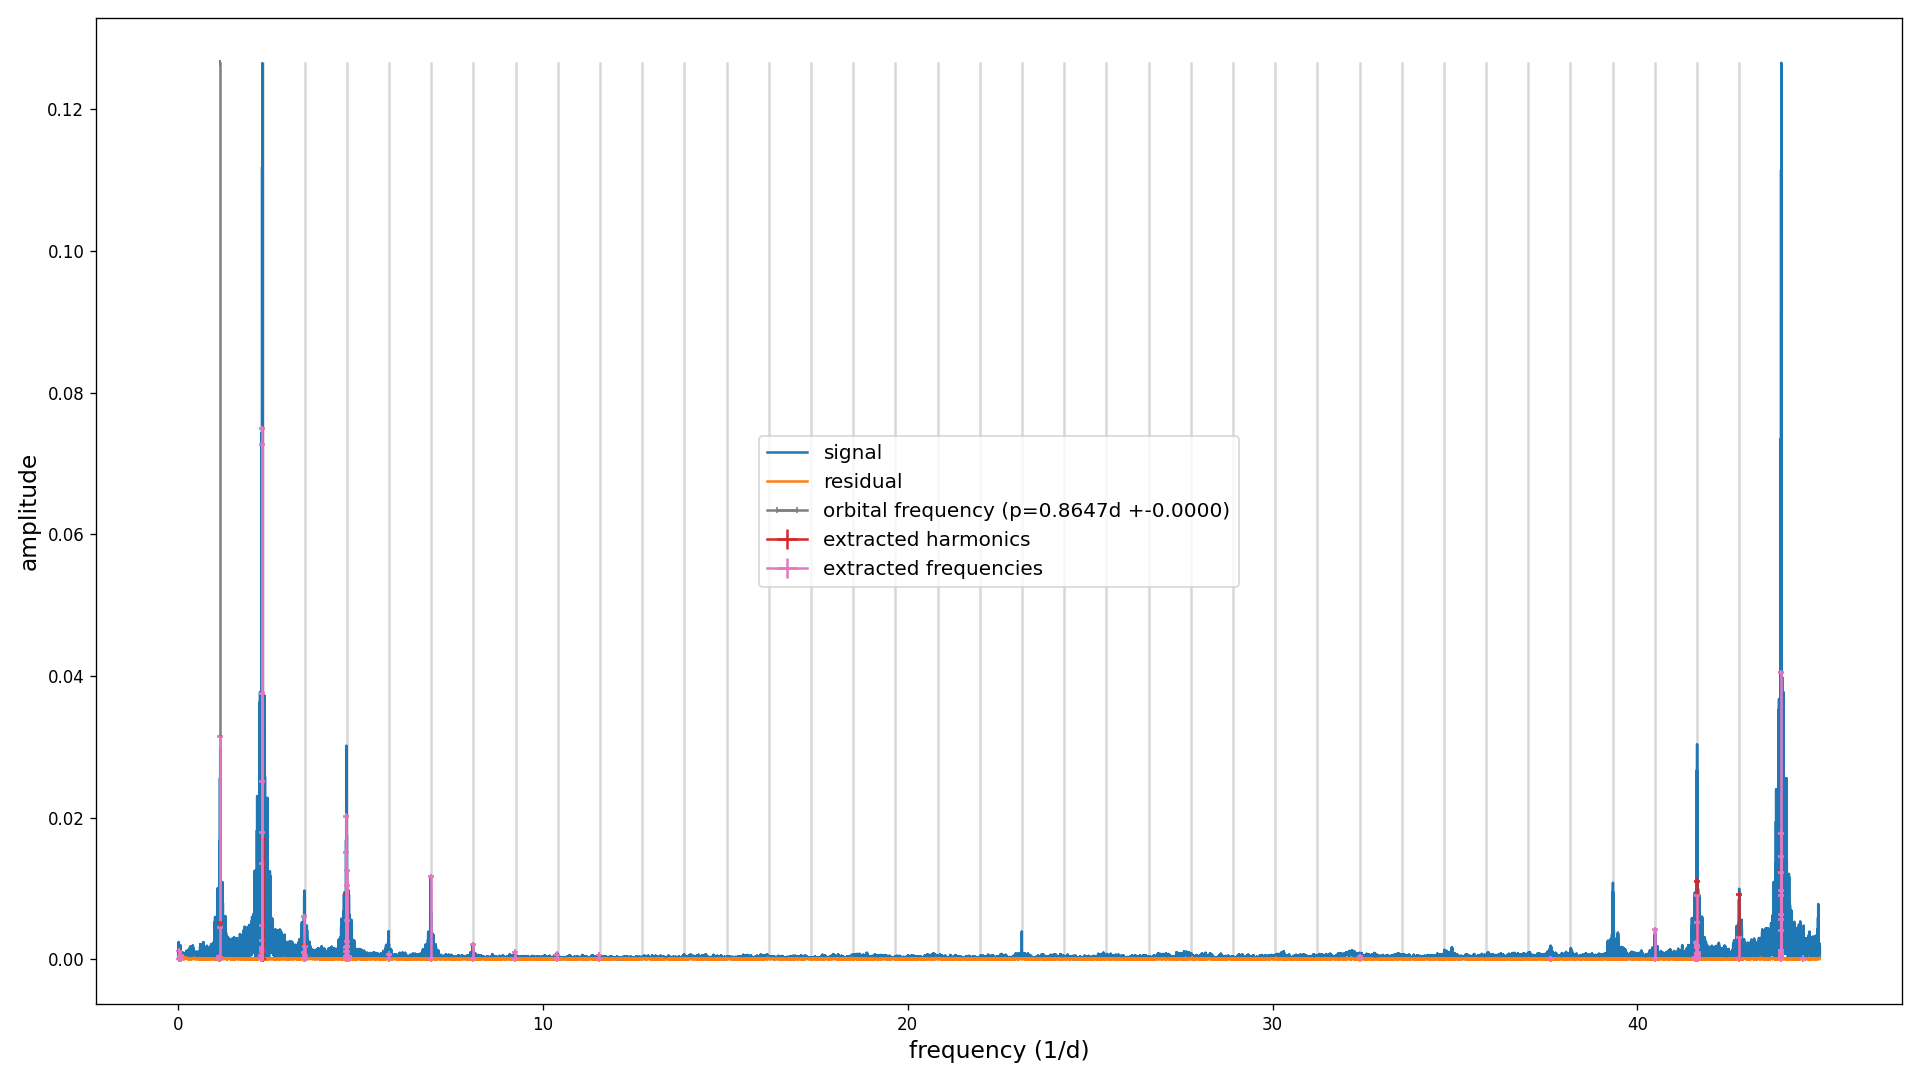 0.12
0.10
0.08
0.06
0.04
0.02
0.00
amplitude
signal
residual
orbital frequency (p=0.8647d +-0.0000)
extracted harmonics
extracted frequencies
0
10
20
30
40
frequency (1/d)